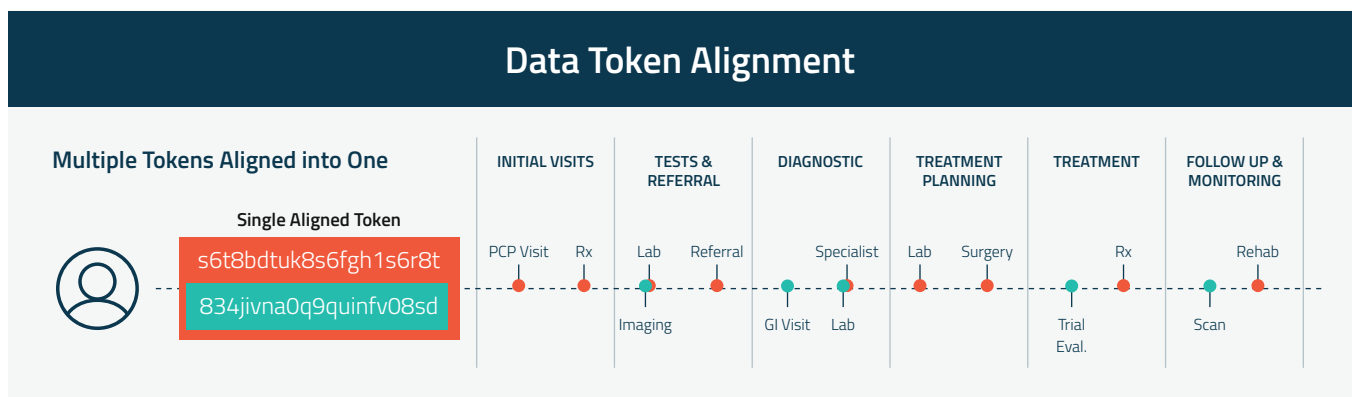 Data Token Alignment
Multiple Tokens Aligned into One
INITIAL VISITS
TESTS &
REFERRAL
DIAGNOSTIC
TREATMENT
PLANNING
TREATMENT
FOLLOW UP &
MONITORING
Single Aligned Token
s6t8bdtuk8s6fgh1s6r8t
834jivna0q9quinfv08sd
PCP Visit
Rx
Lab
Referral
Specialist
Lab
Surgery
Rx
Rehab
Imaging
GI Visit
Lab
Trial
Eval.
Scan